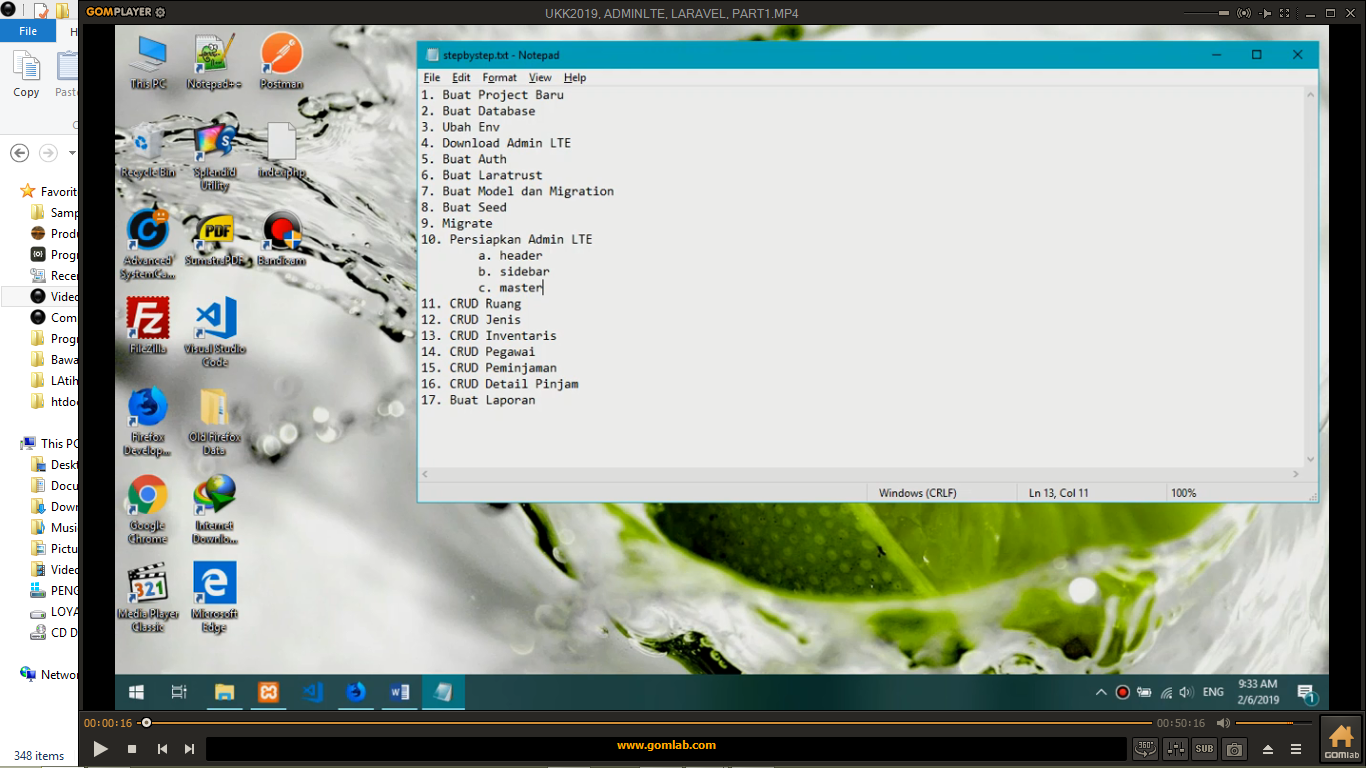 GOMPLAYER
UKK2019, ADMINLTE, LARAVEL, PART1.MP4
File
H
Copy
Paste
C
Favorit
Samp
Produ
Progr
Recen
Video
Com
Progr
Bawa
LAtih
htdoc
This PC
Deskt
Docu
Down
Music
Pictu
Video
PENG
LOYA
CD D
Networ
348 items
This PC
Notepad++
Postman
Recycle Bin
Splendid
Utility
index.php
Advanced
SystemCa...
SumatraPDF
Bandicam
FileZilla
Visual Studio
Code
Firefox
Develop...
Old Firefox
Data
Google
Chrome
Internet
Downlo...
Media Player
Classic
Microsoft
Edge
stepbystep.txt - Notepad
File Edit Format View Help
1. Buat Project Baru
2. Buat Database
3. Ubah Env
4. Download Admin LTE
5. Buat Auth
6. Buat Laratrust
7. Buat Model dan Migration
8. Buat Seed
9. Migrate
10. Persiapkan Admin LTE
a. header
b. sidebar
c. master
11. CRUD Ruang
12. CRUD Jenis
13. CRUD Inventaris
14. CRUD Pegawai
15. CRUD Peminjaman
16. CRUD Detail Pinjam
17. Buat Laporan
Windows (CRLF)
Ln 13, Col 11
100%
ENG
9:33 AM
2/6/2019
1
00:00:16
00:50:16
www.gomlab.com
360°
SUB
GOMlab